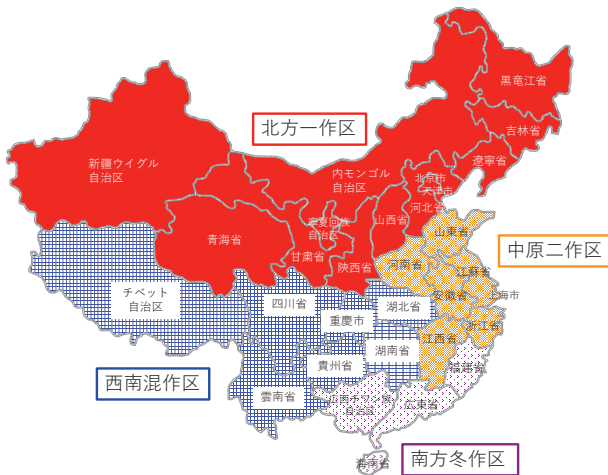 黒竜江省
吉林省
遼寧省
北方一作区
新疆ウイグル
自治区
内モンゴル
自治区
北京市
天津市
河北省
山西省
寧夏回族
自治区
青海省
甘粛省
陝西省
山東省
中原二作区
河南省
江蘇省
安徽省
上海市
浙江省
江西省
チベット
自治区
四川省
重慶市
湖北省
湖南省
貴州省
雲南省
西南混作区
福建省
広西チワン族
自治区
広東省
海南省
南方冬作区